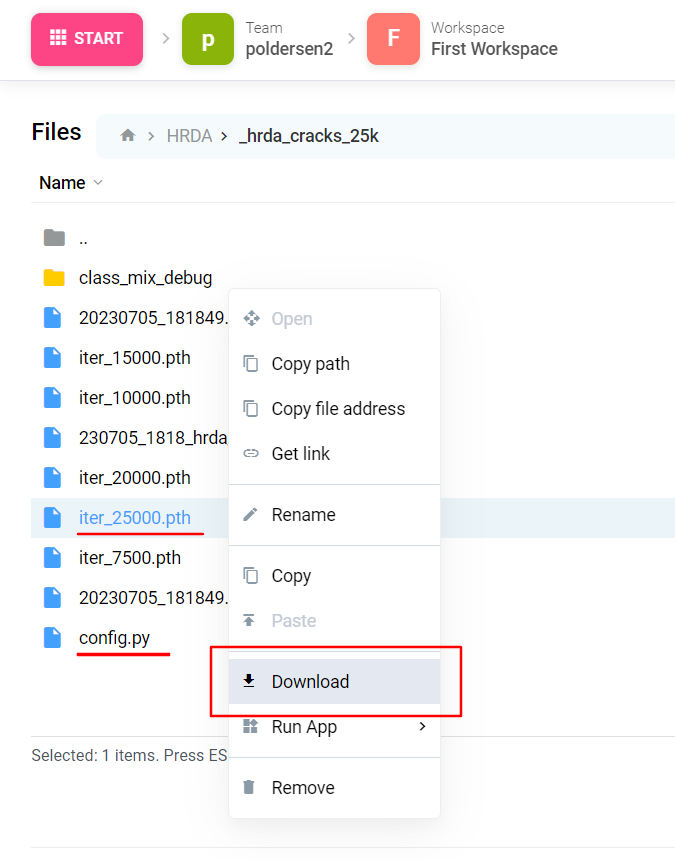 START
p
Team
poldersen2
F
Workspace
First Workspace
Files
HRDA
_hrda_cracks_25k
Name
..
class_mix_debug
20230705_181849.
iter_15000.pth
iter_10000.pth
230705_1818_hrda_
iter_20000.pth
iter_25000.pth
iter_7500.pth
20230705_181849.
config.py
Open
Copy path
Copy file address
Get link
Rename
Copy
Paste
Download
Run App
Remove
Selected: 1 items. Press ES